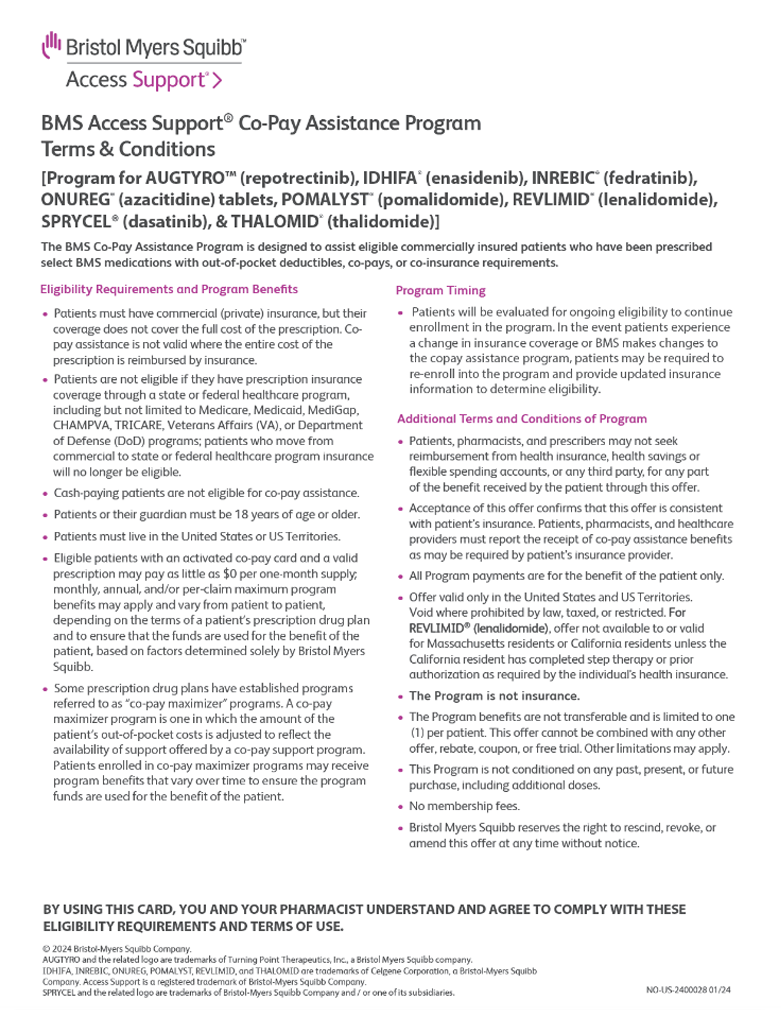 Bristol Myers Squibb™
Access Support®
BMS Access Support® Co-Pay Assistance Program
Terms & Conditions
[Program for AUGTYRO™ (repotrectinib), IDHIFA® (enasidenib), INREBIC® (fedratinib),
ONUREG® (azacitidine) tablets, POMALYST® (pomalidomide), REVLIMID® (lenalidomide),
SPRYCEL® (dasatinib), & THALOMID® (thalidomide)]
The BMS Co-Pay Assistance Program is designed to assist eligible commercially insured patients who have been prescribed
select BMS medications with out-of-pocket deductibles, co-pays, or co-insurance requirements.
Eligibility Requirements and Program Benefits
• Patients must have commercial (private) insurance, but their
coverage does not cover the full cost of the prescription. Co-
pay assistance is not valid where the entire cost of the
prescription is reimbursed by insurance.
• Patients are not eligible if they have prescription insurance
coverage through a state or federal healthcare program,
including but not limited to Medicare, Medicaid, MediGap,
CHAMPVA, TRICARE, Veterans Affairs (VA), or Department
of Defense (DoD) programs; patients who move from
commercial to state or federal healthcare program insurance
will no longer be eligible.
• Cash-paying patients are not eligible for co-pay assistance.
• Patients or their guardian must be 18 years of age or older.
• Patients must live in the United States or US Territories.
• Eligible patients with an activated co-pay card and a valid
prescription may pay as little as $0 per one-month supply;
monthly, annual, and/or per-claim maximum program
benefits may apply and vary from patient to patient,
depending on the terms of a patient's prescription drug plan
and to ensure that the funds are used for the benefit of the
patient, based on factors determined solely by Bristol Myers
Squibb.
• Some prescription drug plans have established programs
referred to as “co-pay maximizer” programs. A co-pay
maximizer program is one in which the amount of the
patient's out-of-pocket costs is adjusted to reflect the
availability of support offered by a co-pay support program.
Patients enrolled in co-pay maximizer programs may receive
program benefits that vary over time to ensure the program
funds are used for the benefit of the patient.
Program Timing
• Patients will be evaluated for ongoing eligibility to continue
enrollment in the program. In the event patients experience
a change in insurance coverage or BMS makes changes to
the copay assistance program, patients may be required to
re-enroll into the program and provide updated insurance
information to determine eligibility.
Additional Terms and Conditions of Program
• Patients, pharmacists, and prescribers may not seek
reimbursement from health insurance, health savings or
flexible spending accounts, or any third party, for any part
of the benefit received by the patient through this offer.
• Acceptance of this offer confirms that this offer is consistent
with patient's insurance. Patients, pharmacists, and healthcare
providers must report the receipt of co-pay assistance benefits
as may be required by patient's insurance provider.
• All Program payments are for the benefit of the patient only.
• Offer valid only in the United States and US Territories.
Void where prohibited by law, taxed, or restricted. For
REVLIMID® (lenalidomide), offer not available to or valid
for Massachusetts residents or California residents unless the
California resident has completed step therapy or prior
authorization as required by the individual's health insurance.
• The Program is not insurance.
• The Program benefits are not transferable and is limited to one
(1) per patient. This offer cannot be combined with any other
offer, rebate, coupon, or free trial. Other limitations may apply.
• This Program is not conditioned on any past, present, or future
purchase, including additional doses.
• No membership fees.
• Bristol Myers Squibb reserves the right to rescind, revoke, or
amend this offer at any time without notice.
BY USING THIS CARD, YOU AND YOUR PHARMACIST UNDERSTAND AND AGREE TO COMPLY WITH THESE
ELIGIBILITY REQUIREMENTS AND TERMS OF USE.
© 2024 Bristol-Myers Squibb Company.
AUGTYRO and the related logo are trademarks of Turning Point Therapeutics, Inc., a Bristol Myers Squibb company.
IDHIFA, INREBIC, ONUREG, POMALYST, REVLIMID, and THALOMID are trademarks of Celgene Corporation, a Bristol-Myers Squibb
Company. Access Support is a registered trademark of Bristol-Myers Squibb Company.
SPRYCEL and the related logo are trademarks of Bristol-Myers Squibb Company and / or one of its subsidiaries.
NO-US-2400028 01/24